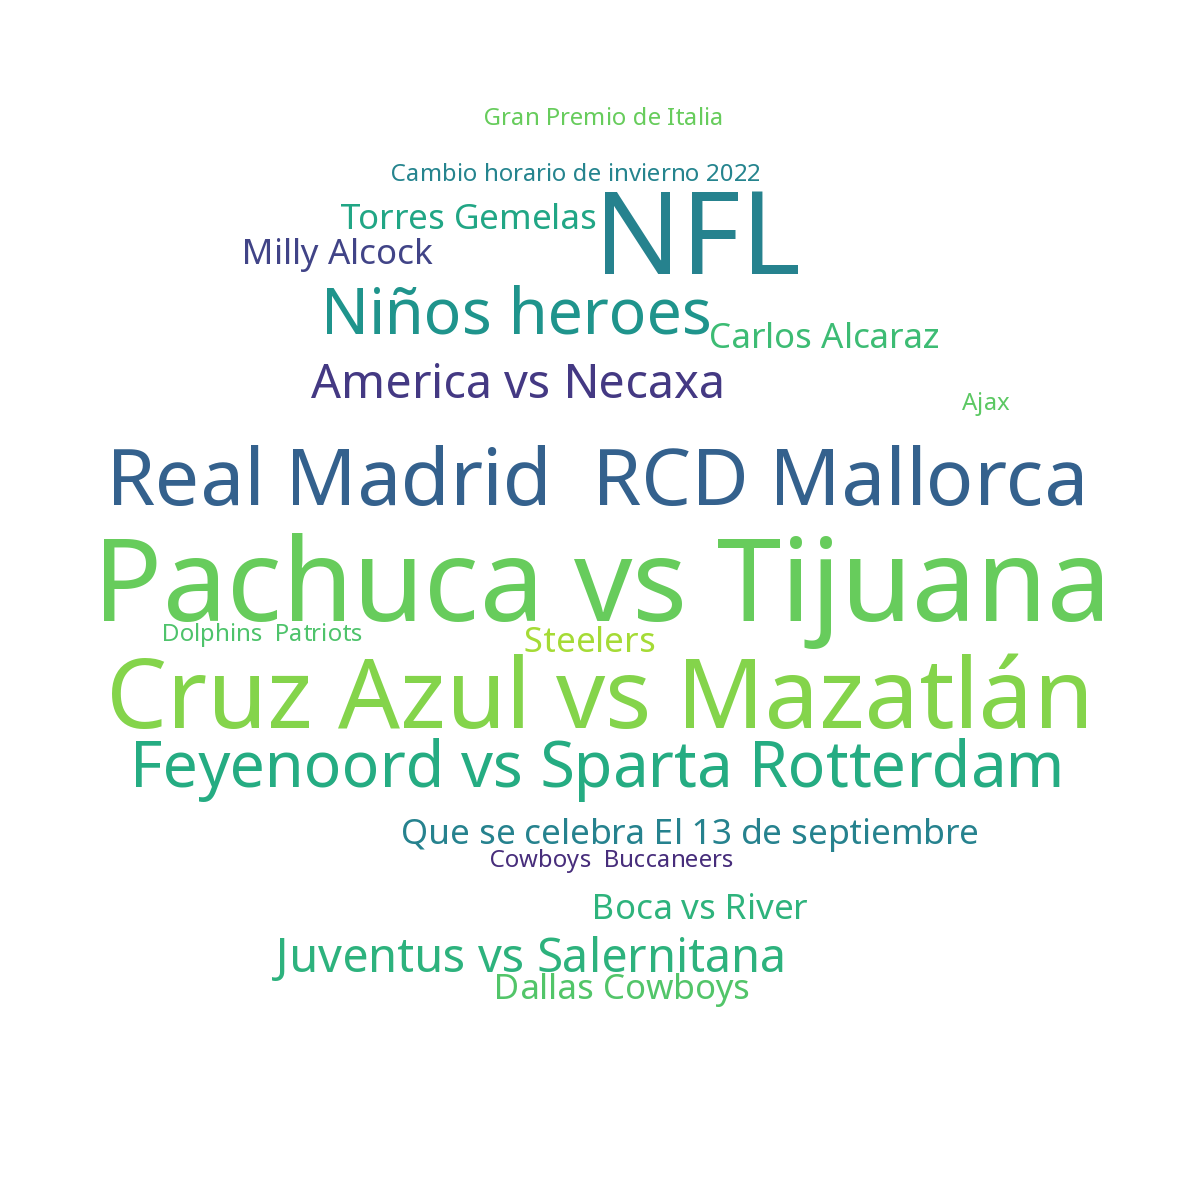 Gran Premio de Italia
Cambio horario de invierno 2022
Torres Gemelas
NFL
Milly Alcock
Niños heroes
Carlos Alcaraz
America vs Necaxa
Ajax
Real Madrid  RCD Mallorca
Pachuca vs Tijuana
Dolphins  Patriots
Steelers
Cruz Azul vs Mazatlán
Feyenoord vs Sparta Rotterdam
Que se celebra El 13 de septiembre
Cowboys  Buccaneers
Boca vs River
Juventus vs Salernitana
Dallas Cowboys